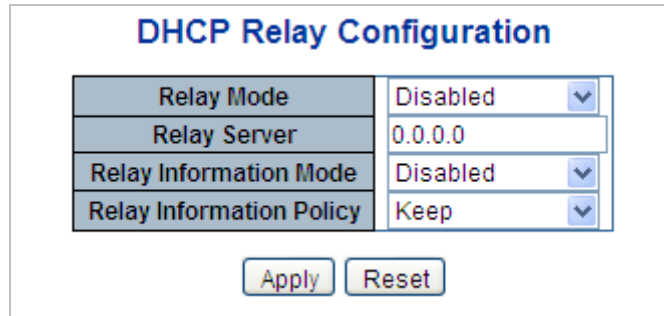 DHCP Relay Configuration
Relay Mode Disabled
Relay Server 0.0.0.0
Relay Information Mode Disabled
Relay Information Policy Keep
Apply Reset